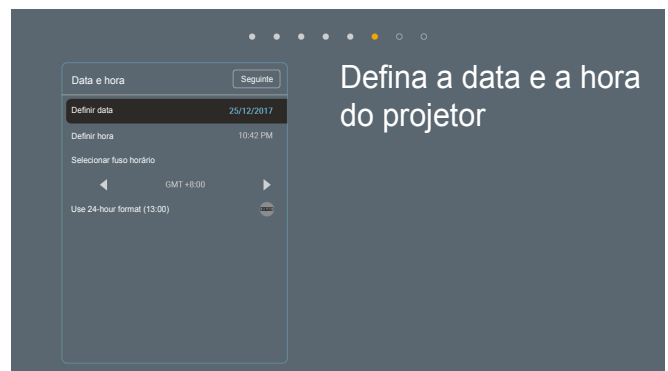 Data e hora
Seguinte
Definir data
25/12/2017
Definir hora
10:42 PM
Selecionar fuso horário
GMT +8:00
Use 24-hour format (13:00)
Defina a data e a hora
do projetor